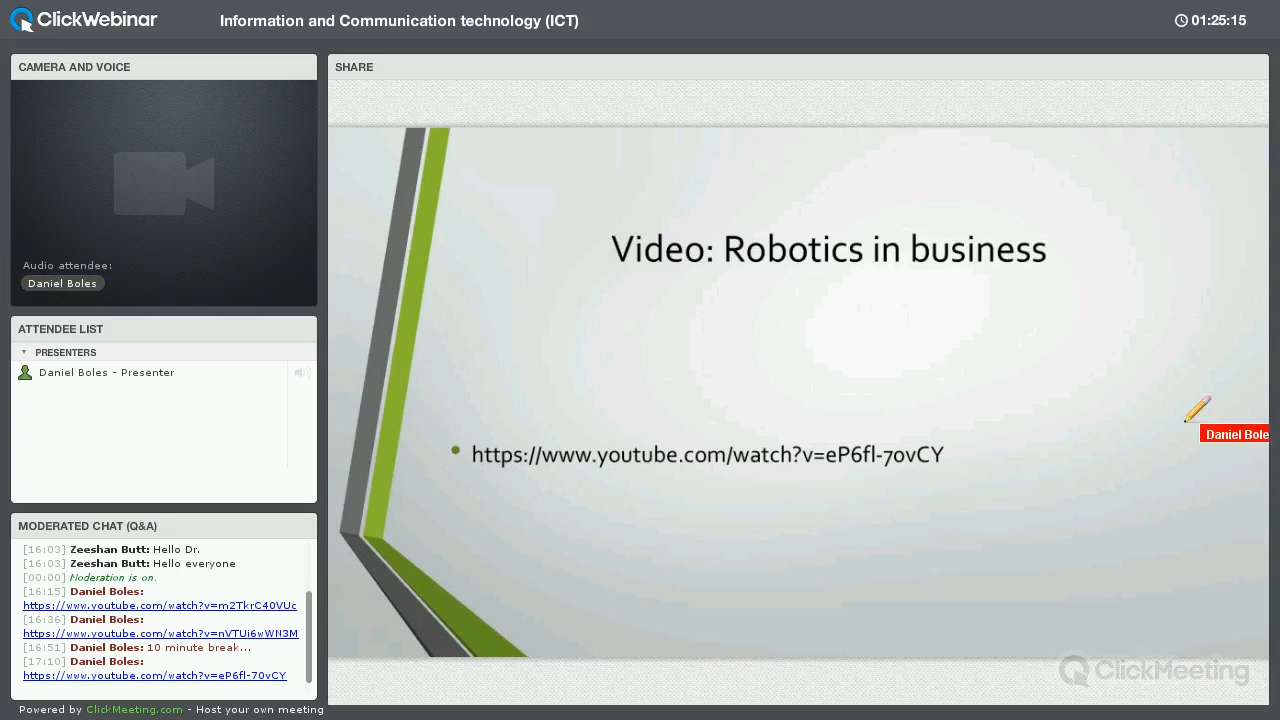 ClickWebinar
Information and Communication technology (ICT)
01:25:15
CAMERA AND VOICE
Audio attendee:
Daniel Boles
ATTENDEE LIST
PRESENTERS
Daniel Boles - Presenter
MODERATED CHAT (Q&A)
[16:03] Zeeshan Butt: Hello Dr.
[16:03] Zeeshan Butt: Hello everyone
[00:00] Moderation is on.
[16:15] Daniel Boles:
https://www.youtube.com/watch?v=m2TkrC40VUc
[16:36] Daniel Boles:
https://www.youtube.com/watch?v=nVTUi6wWN3M
[16:51] Daniel Boles: 10 minute break...
[17:10] Daniel Boles:
https://www.youtube.com/watch?v=eP6fl-70vCY
SHARE
Video: Robotics in business
https://www.youtube.com/watch?v=eP6fl-70vCY
Daniel Bole
ClickMeeting
Powered by ClickMeeting.com - Host your own meeting